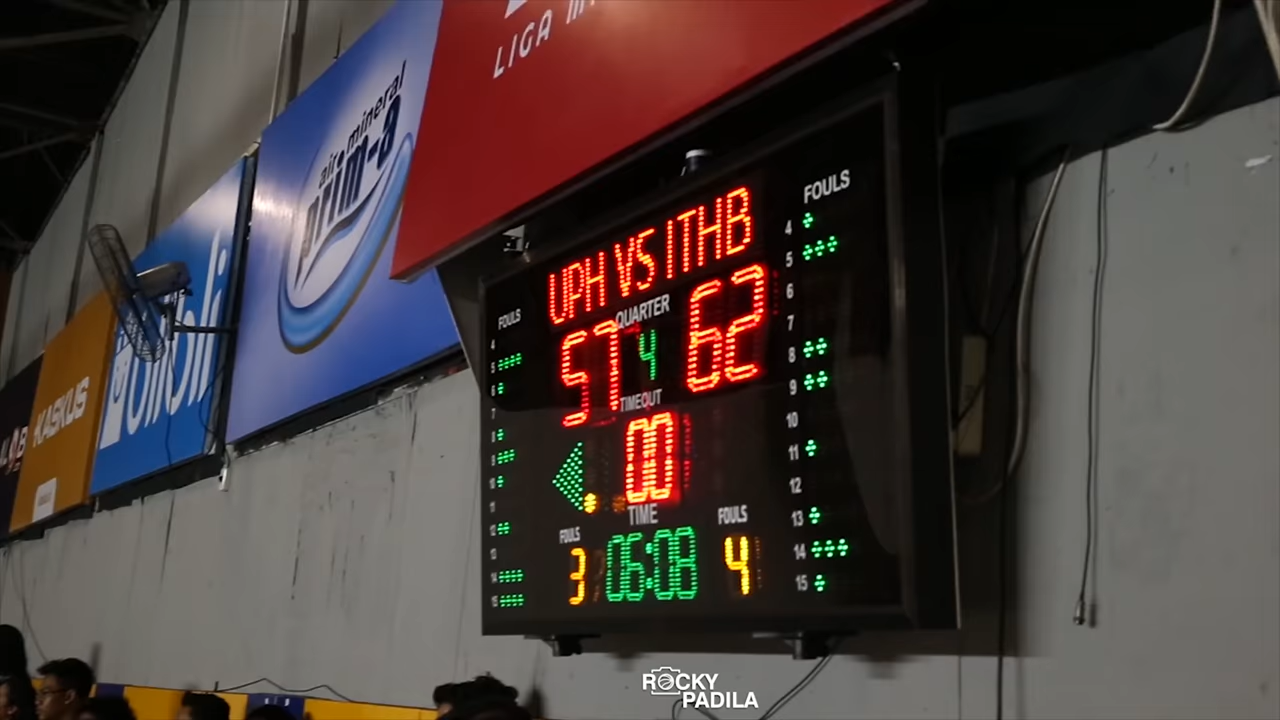 LIGA
air mineral
prim-a
KASKUS
UPH VS ITHB
QUARTER
57 4 62
TIMEOUT
00
TIME
06:08
FOULS
3
FOULS
4
FOULS
4
5
6
7
8
9
10
11
12
13
14
15
FOULS
4
5
6
7
8
9
10
11
12
13
14
15
ROCKY
PADILA